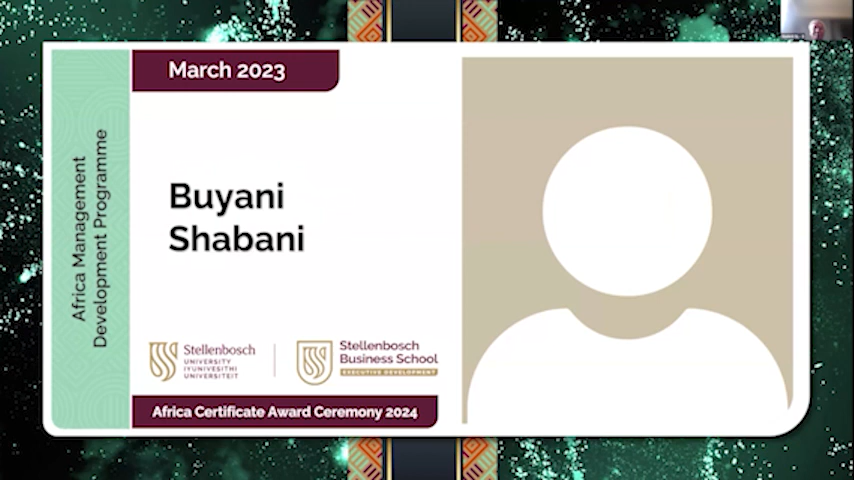 March 2023
Africa Management
Development Programme
Buyani
Shabani
Stellenbosch
UNIVERSITY
IYUNIVESITHI
UNIVERSITEIT
Stellenbosch
Business School
EXECUTIVE DEVELOPMENT
Africa Certificate Award Ceremony 2024